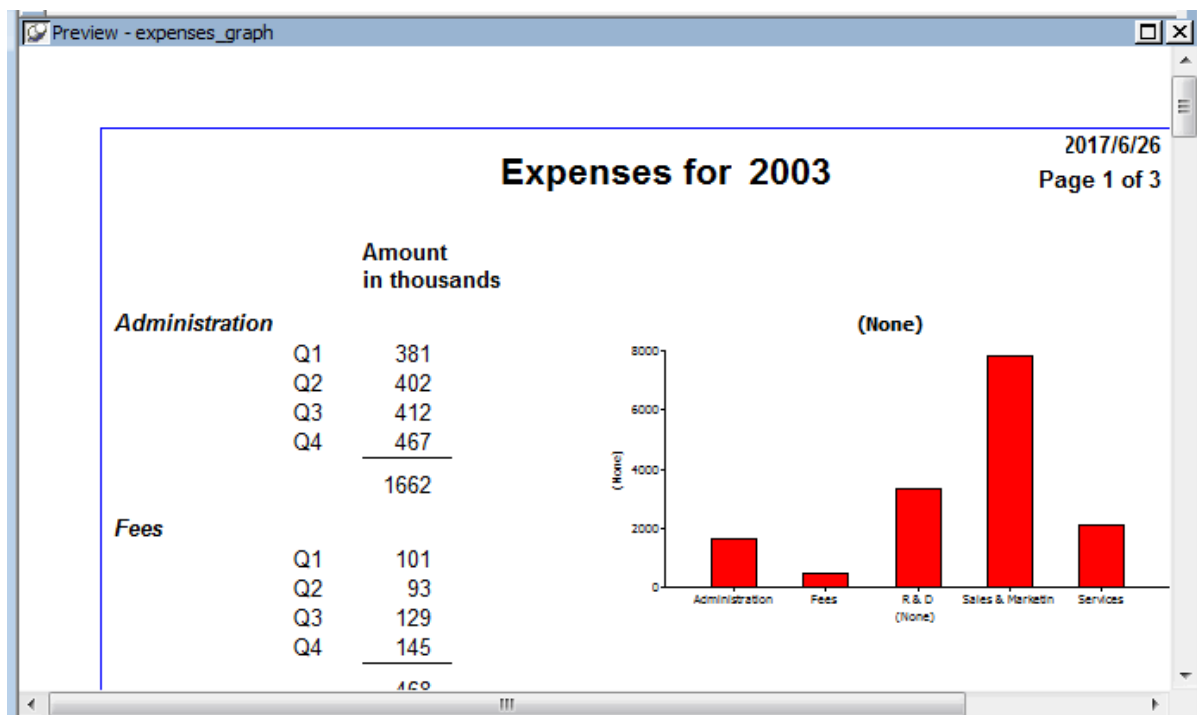 Preview - expenses_graph
2017/6/26
Expenses for 2003
Page 1 of 3
Amount
in thousands
Administration
Q1 381
Q2 402
Q3 412
Q4 467
1662
Fees
Q1 101
Q2 93
Q3 129
Q4 145
468
(None)
8000
6000
4000
2000
0
(None)
Administration Fees R & D Sales & Marketin Services
(None)